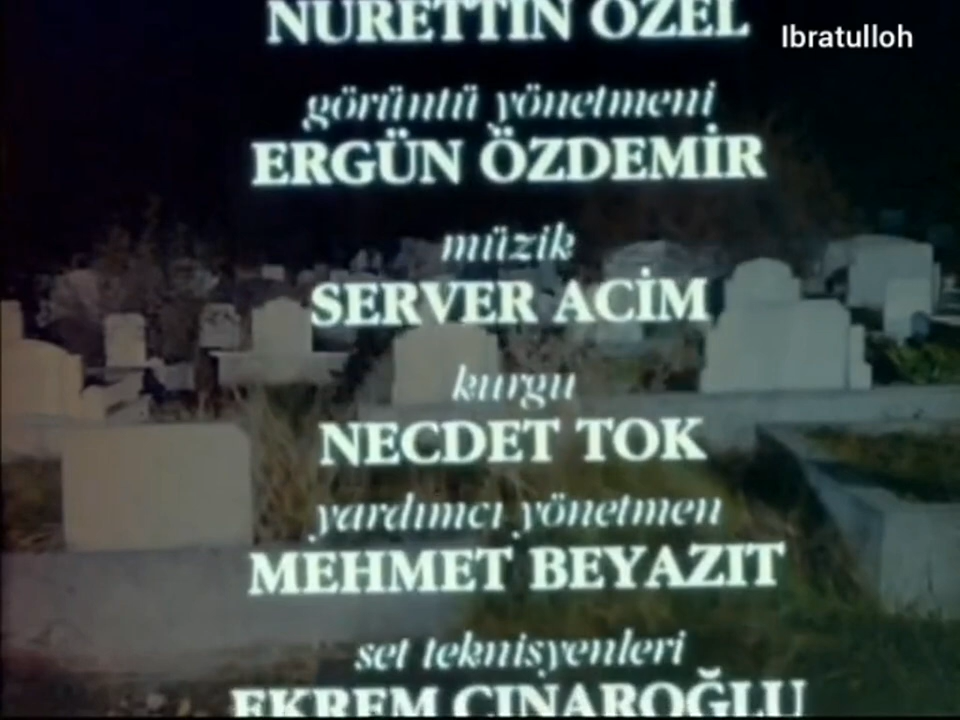 NURETTİN ÖZEL
Ibratulloh
görüntü yönetmeni
ERGÜN ÖZDEMİR
müzik
SERVER ACİM
kurgu
NECDET TOK
yardımcı yönetmen
MEHMET BEYAZIT
set teknisyenleri
EKREM ÇINAROĞLU